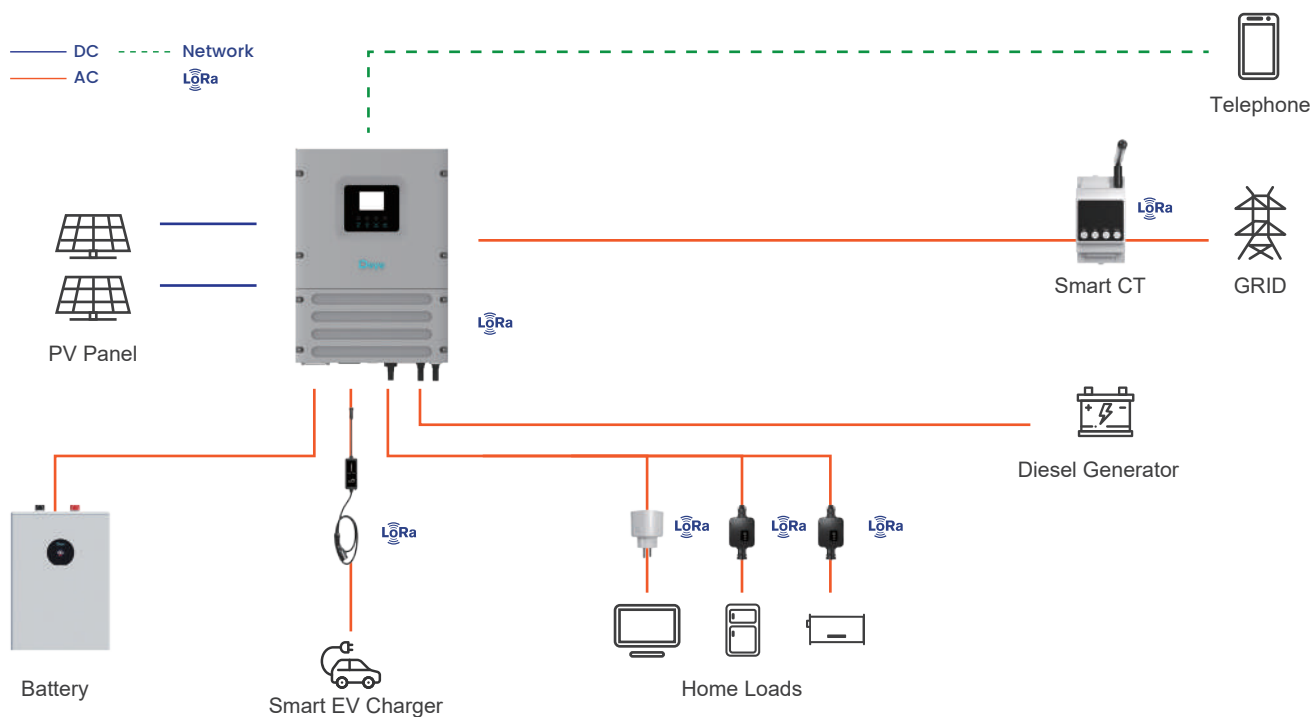 DC
Network
AC
LoRa
Telephone
LoRa
Smart CT
GRID
PV Panel
LoRa
Diesel Generator
LoRa
LoRa
LoRa
LoRa
Battery
Smart EV Charger
Home Loads